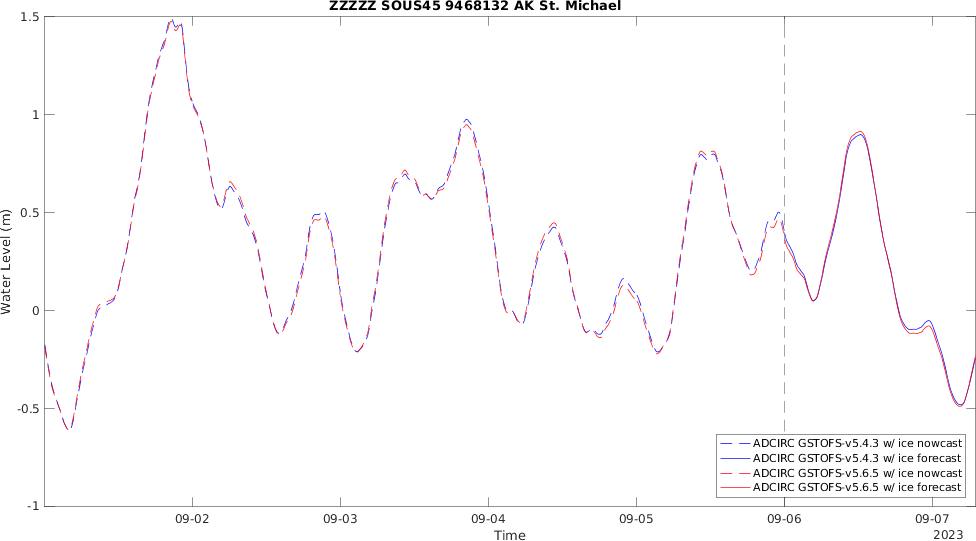 ZZZZZ SOUS45 9468132 AK St. Michael
1.5
1
0.5
0
-0.5
-1
Water Level (m)
09-02
09-03
09-04
09-05
09-06
09-07
Time
2023
ADCIRC GSTOFS-v5.4.3 w/ ice nowcast
ADCIRC GSTOFS-v5.4.3 w/ ice forecast
ADCIRC GSTOFS-v5.6.5 w/ ice nowcast
ADCIRC GSTOFS-v5.6.5 w/ ice forecast